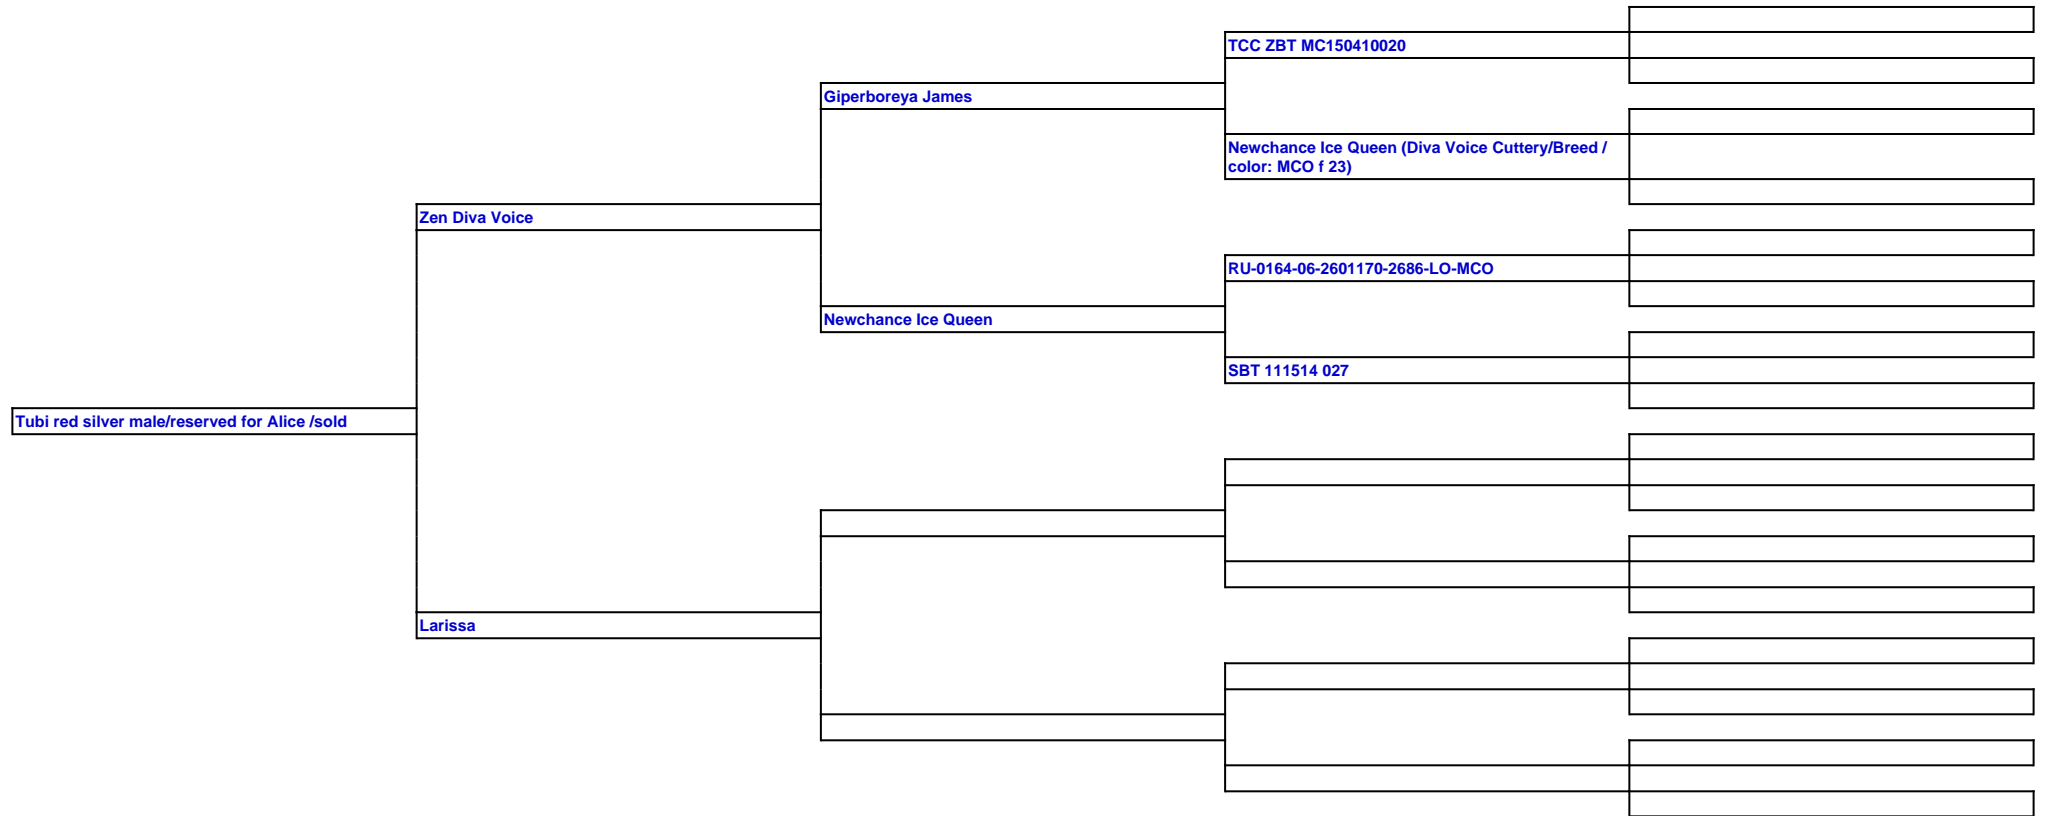 TCC ZBT MC150410020
Giperboreya James
Newchance Ice Queen (Diva Voice Cuttery/Breed /
color: MCO f 23)
Zen Diva Voice
RU-0164-06-2601170-2686-LO-MCO
Newchance Ice Queen
SBT 111514 027
Tubi red silver male/reserved for Alice /sold
Larissa